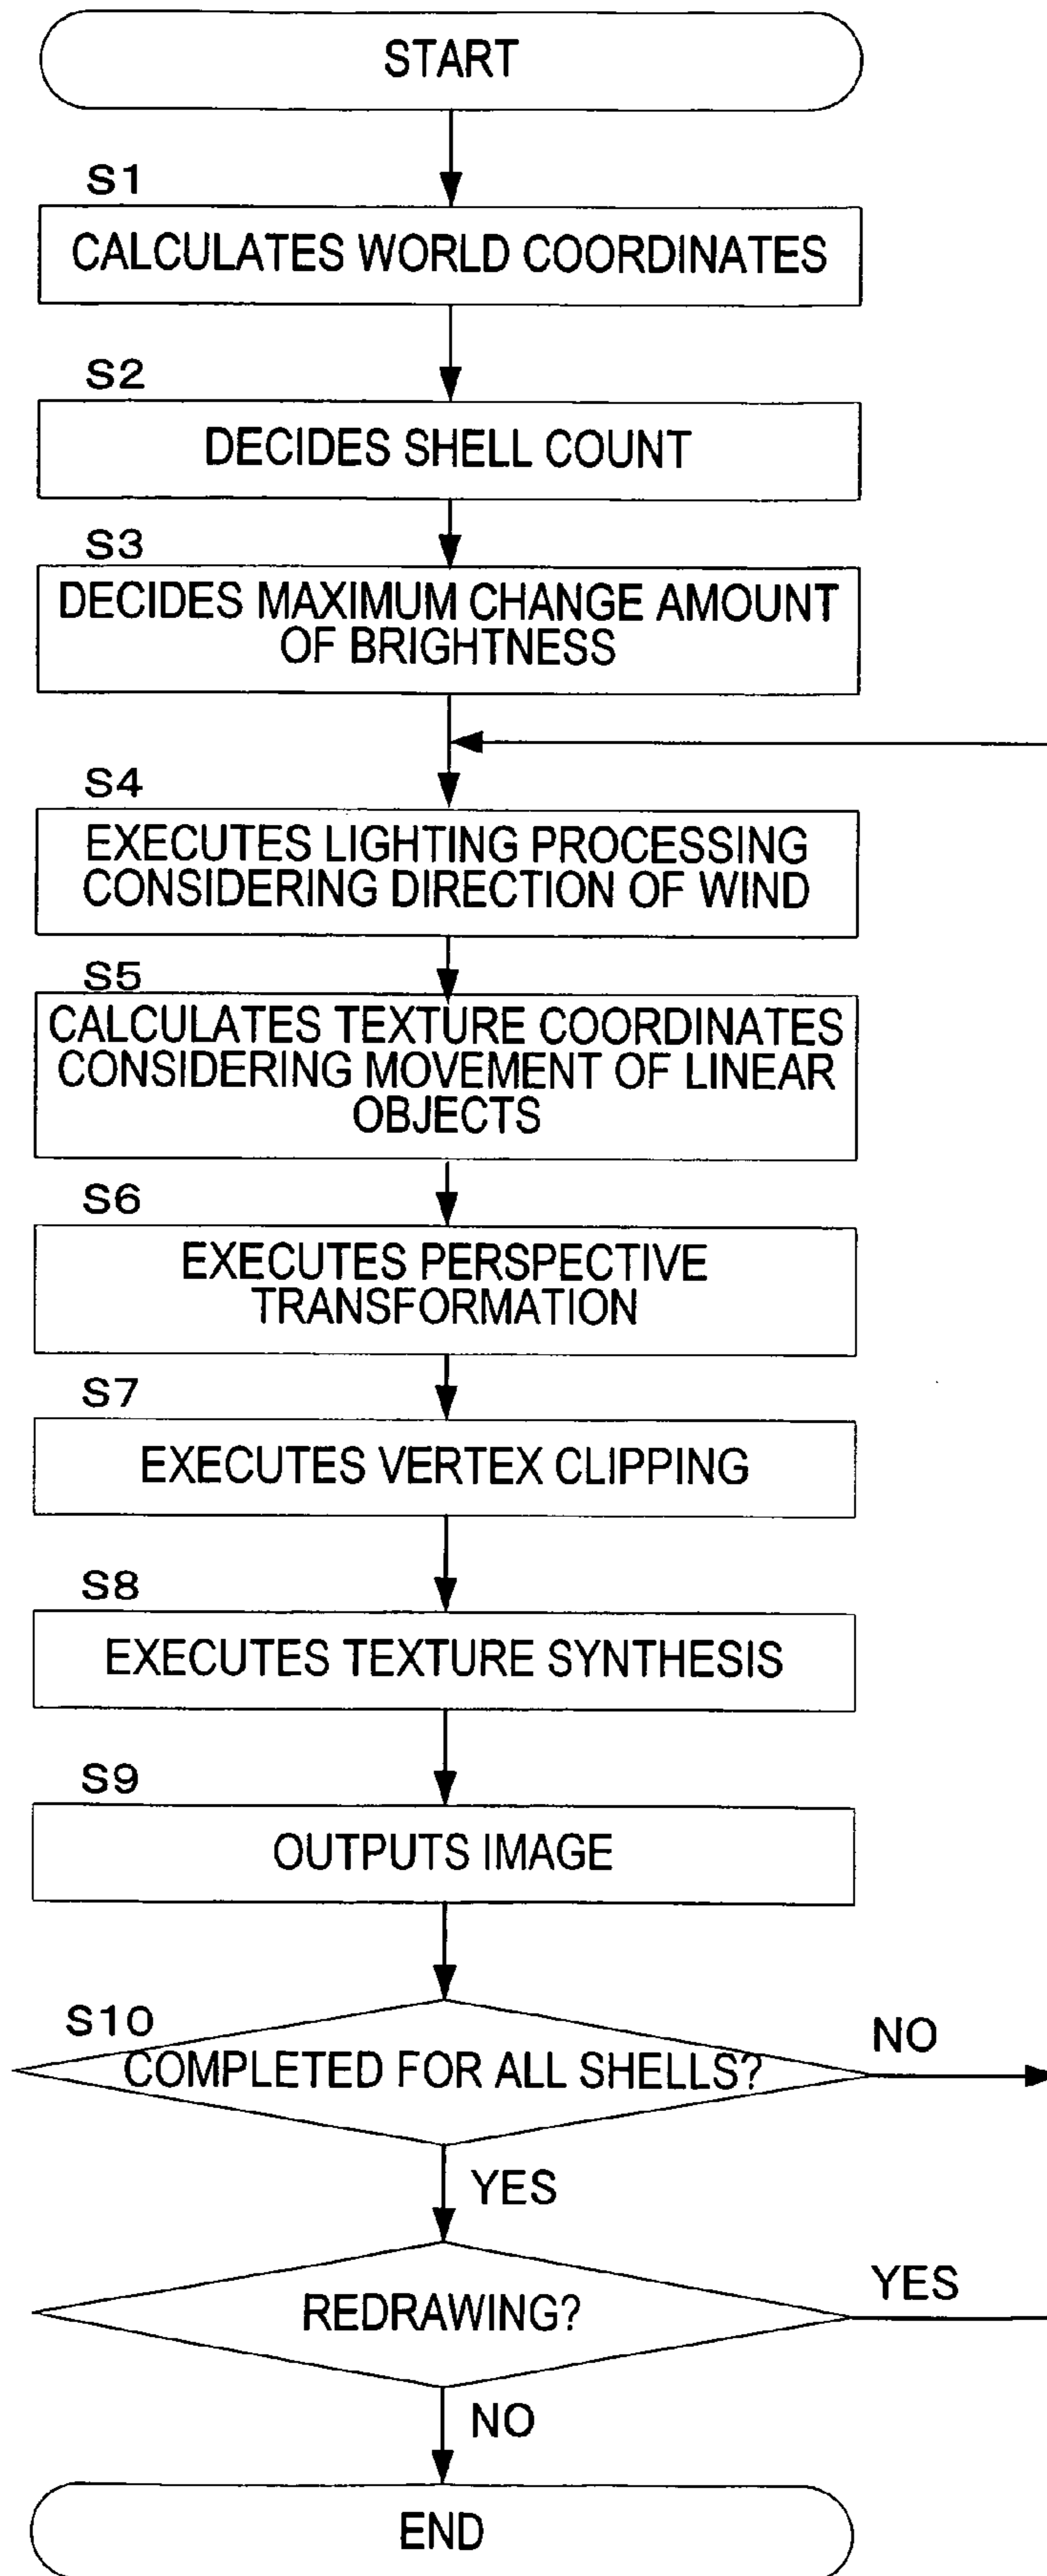 START
S1
CALCULATES WORLD COORDINATES
S2
DECIDES SHELL COUNT
S3
DECIDES MAXIMUM CHANGE AMOUNT
OF BRIGHTNESS
S4
EXECUTES LIGHTING PROCESSING
CONSIDERING DIRECTION OF WIND
S5
CALCULATES TEXTURE COORDINATES
CONSIDERING MOVEMENT OF LINEAR
OBJECTS
S6
EXECUTES PERSPECTIVE
TRANSFORMATION
S7
EXECUTES VERTEX CLIPPING
S8
EXECUTES TEXTURE SYNTHESIS
S9
OUTPUTS IMAGE
S10
NO
COMPLETED FOR ALL SHELLS?
YES
YES
REDRAWING?
NO
END